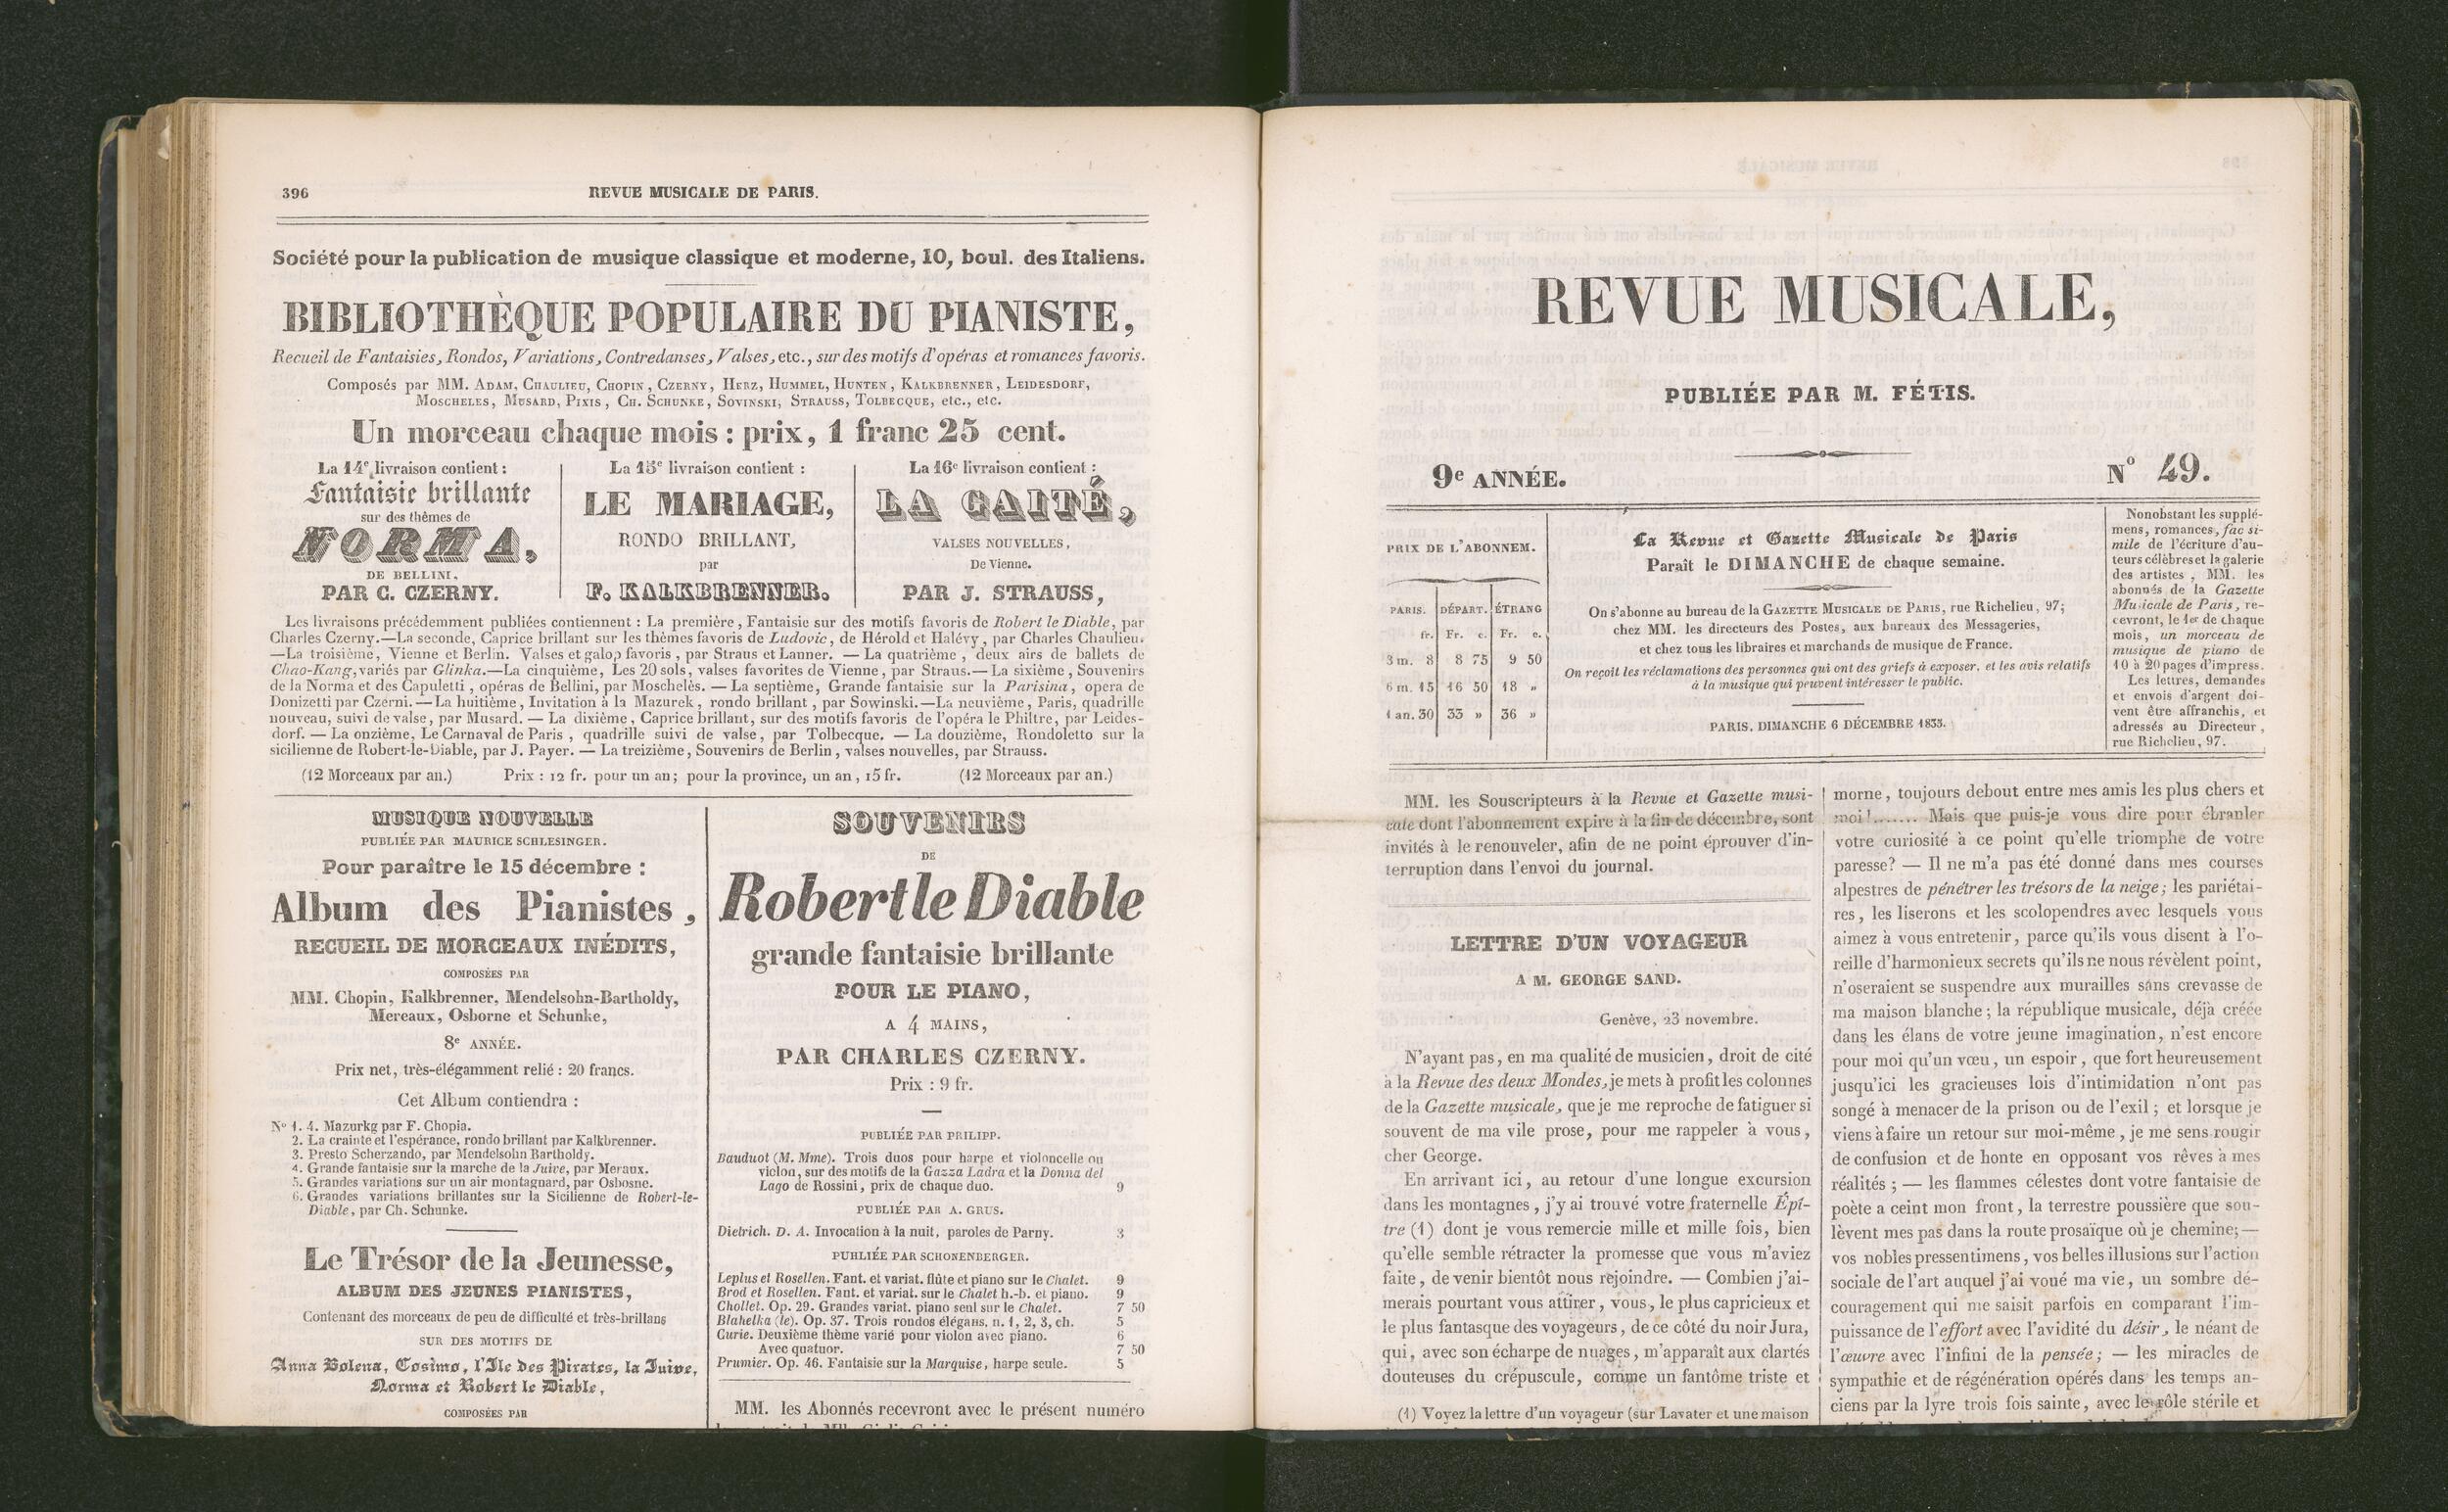 396
REVUE MUSICALE DE PARIS.
Société pour la publication de musique classique et moderne, 10, boul. des Italiens.
BIBLIOTHÈQUE POPULAIRE DU PIANISTE,
Recueil de Fantaisies, Rondos, Variations, Contredanses, Valses, etc., sur des motifs d'opéras et romances favoris.
Composés par MM. ADAM, CHAULIEU, CHOPIN, CZERNY, HERZ, HUMMEL, HUNTEN, KALKBRENNER, LEIDESDORF,
MOSCHELES, MUSARD, PIXIS, CH. SCHUNKE, SOVINSKI, STRAUSS, TOLBECQUE, etc., etc.
Un morceau chaque mois : prix, 1 franc 25 cent.
La 14e livraison contient :
Fantaisie brillante
sur des thèmes de
NORMA,
DE BELLINI,
PAR C. CZERNY.
La 15e livraison contient :
LE MARIAGE,
RONDO BRILLANT,
par
F. KALKBRENNER.
La 16e livraison contient :
LA GAITÉ,
VALSES NOUVELLES,
De Vienne.
PAR J. STRAUSS,
Les livraisons précédemment publiées contiennent : La première, Fantaisie sur des motifs favoris de Robert le Diable, par
Charles Czerny.—La seconde, Caprice brillant sur les thèmes favoris de Ludovic, de Hérold et Halévy, par Charles Chaulieu.
—La troisième, Vienne et Berlin. Valses et galop favoris, par Straus et Lanner. — La quatrième, deux airs de ballets de
Chao-Kang, variés par Glinka.—La cinquième, Les 20 sols, valses favorites de Vienne, par Straus.—La sixième, Souvenirs
de la Norma et des Capuletti, opéras de Bellini, par Moschelès. — La septième, Grande fantaisie sur la Parisina, opera de
Donizetti par Czerni. — La huitième, Invitation à la Mazurck, rondo brillant, par Sowinski.—La neuvième, Paris, quadrille
nouveau, suivi de valse, par Musard. — La dixième, Caprice brillant, sur des motifs favoris de l'opéra le Philtre, par Leides-
dorf. — La onzième, Le Carnaval de Paris, quadrille suivi de valse, par Tolbecque. — La douzième, Rondoletto sur la
sicilienne de Robert-le-Diable, par J. Payer. — La treizième, Souvenirs de Berlin, valses nouvelles, par Strauss.
(12 Morceaux par an.) Prix : 12 fr. pour un an; pour la province, un an, 15 fr. (12 Morceaux par an.)
MUSIQUE NOUVELLE
PUBLIÉE PAR MAURICE SCHLESINGER.
Pour paraître le 15 décembre :
Album des Pianistes,
RECUEIL DE MORCEAUX INÉDITS,
COMPOSÉES PAR
MM. Chopin, Kalkbrenner, Mendelsohn-Bartholdy,
Mereaux, Osborne et Schunke,
8e ANNÉE.
Prix net, très-élégamment relié : 20 francs.
Cet Album contiendra :
No 1. 4. Mazurkg par F. Chopia.
2. La crainte et l'espérance, rondo brillant par Kalkbrenner.
3. Presto Scherzando, par Mendelsohn Bartholdy.
4. Grande fantaisie sur la marche de la Juive, par Meraux.
5. Grandes variations sur un air montagnard, par Osbosne.
6. Grandes variations brillantes sur la Sicilienne de Robert-le-
Diable, par Ch. Schunke.
Le Trésor de la Jeunesse,
ALBUM DES JEUNES PIANISTES,
Contenant des morceaux de peu de difficulté et très-brillans
SUR DES MOTIFS DE
Anna Bolena, Cosimo, l'Ile des Pirates, la Juive,
Norma et Robert le Diable,
COMPOSÉES PAR
SOUVENIRS
DE
Robert le Diable
grande fantaisie brillante
POUR LE PIANO,
A 4 MAINS,
PAR CHARLES CZERNY.
Prix : 9 fr.
PUBLIÉE PAR PRILIPP.
Bauduot (M. Mme). Trois duos pour harpe et violoncelle ou
violon, sur des motifs de la Gazza Ladra et la Donna del
Lago de Rossini, prix de chaque duo. 9
PUBLIÉE PAR A. GRUS.
Dietrich. D. A. Invocation à la nuit, paroles de Parny. 3
PUBLIÉE PAR SCHONENBERGER.
Leplus et Rosellen. Fant. et variat. flûte et piano sur le Chalet. 9
Brod et Rosellen. Fant. et variat. sur le Chalet h.-b. et piano. 9
Chollet. Op. 29. Grandes variat. piano seul sur le Chalet. 7 50
Blahelka (le). Op. 37. Trois rondos élégans, n. 1, 2, 3, ch. 5
Curie. Deuxième thème varié pour violon avec piano. 6
Avec quatuor. 7 50
Prumier. Op. 46. Fantaisie sur la Marquise, harpe seule. 5
MM. les Abonnés recevront avec le présent numéro
REVUE MUSICALE,
PUBLIÉE PAR M. FÉTIS.
9e ANNÉE.
No 49.
PRIX DE L'ABONNEM.
PARIS. DÉPART. ÉTRANG
fr. Fr. c. Fr. c.
3 m. 8 8 75 9 50
6 m. 15 16 50 18 »
1 an. 30 33 » 36 »
La Revue et Gazette Musicale de Paris
Paraît le DIMANCHE de chaque semaine.
On s'abonne au bureau de la GAZETTE MUSICALE DE PARIS, rue Richelieu, 97;
chez MM. les directeurs des Postes, aux bureaux des Messageries,
et chez tous les libraires et marchands de musique de France.
On reçoit les réclamations des personnes qui ont des griefs à exposer, et les avis relatifs
à la musique qui peuvent intéresser le public.
PARIS, DIMANCHE 6 DÉCEMBRE 1835.
Nonobstant les supplé-
mens, romances, fac si-
mile de l'écriture d'au-
teurs célèbres et la galerie
des artistes, MM. les
abonnés de la Gazette
Musicale de Paris, re-
cevront, le 1er de chaque
mois, un morceau de
musique de piano de
10 à 20 pages d'impress.
Les lettres, demandes
et envois d'argent doi-
vent être affranchis, et
adressés au Directeur,
rue Richelieu, 97.
MM. les Souscripteurs à la Revue et Gazette musi-
cale dont l'abonnement expire à la fin de décembre, sont
invités à le renouveler, afin de ne point éprouver d'in-
terruption dans l'envoi du journal.
LETTRE D'UN VOYAGEUR
A M. GEORGE SAND.
Genève, 23 novembre.
N'ayant pas, en ma qualité de musicien, droit de cité
à la Revue des deux Mondes, je mets à profit les colonnes
de la Gazette musicale, que je me reproche de fatiguer si
souvent de ma vile prose, pour me rappeler à vous,
cher George.
En arrivant ici, au retour d'une longue excursion
dans les montagnes, j'y ai trouvé votre fraternelle Épî-
tre (1) dont je vous remercie mille et mille fois, bien
qu'elle semble rétracter la promesse que vous m'aviez
faite, de venir bientôt nous rejoindre. — Combien j'ai-
merais pourtant vous attirer, vous, le plus capricieux et
le plus fantasque des voyageurs, de ce côté du noir Jura,
qui, avec son écharpe de nuages, m'apparaît aux clartés
douteuses du crépuscule, comme un fantôme triste et
(1) Voyez la lettre d'un voyageur (sur Lavater et une maison
morne, toujours debout entre mes amis les plus chers et
moi!....... Mais que puis-je vous dire pour ébranler
votre curiosité à ce point qu'elle triomphe de votre
paresse? — Il ne m'a pas été donné dans mes courses
alpestres de pénétrer les trésors de la neige; les pariétai-
res, les liserons et les scolopendres avec lesquels vous
aimez à vous entretenir, parce qu'ils vous disent à l'o-
reille d'harmonieux secrets qu'ils ne nous révèlent point,
n'oseraient se suspendre aux murailles sans crevasse de
ma maison blanche; la république musicale, déjà créée
dans les élans de votre jeune imagination, n'est encore
pour moi qu'un vœu, un espoir, que fort heureusement
jusqu'ici les gracieuses lois d'intimidation n'ont pas
songé à menacer de la prison ou de l'exil; et lorsque je
viens à faire un retour sur moi-même, je me sens rougir
de confusion et de honte en opposant vos rêves à mes
réalités; — les flammes célestes dont votre fantaisie de
poète a ceint mon front, la terrestre poussière que sou-
lèvent mes pas dans la route prosaïque où je chemine; —
vos nobles pressentimens, vos belles illusions sur l'action
sociale de l'art auquel j'ai voué ma vie, un sombre dé-
couragement qui me saisit parfois en comparant l'im-
puissance de l'effort avec l'avidité du désir, le néant de
l'œuvre avec l'infini de la pensée; — les miracles de
sympathie et de régénération opérés dans les temps an-
ciens par la lyre trois fois sainte, avec le rôle stérile et